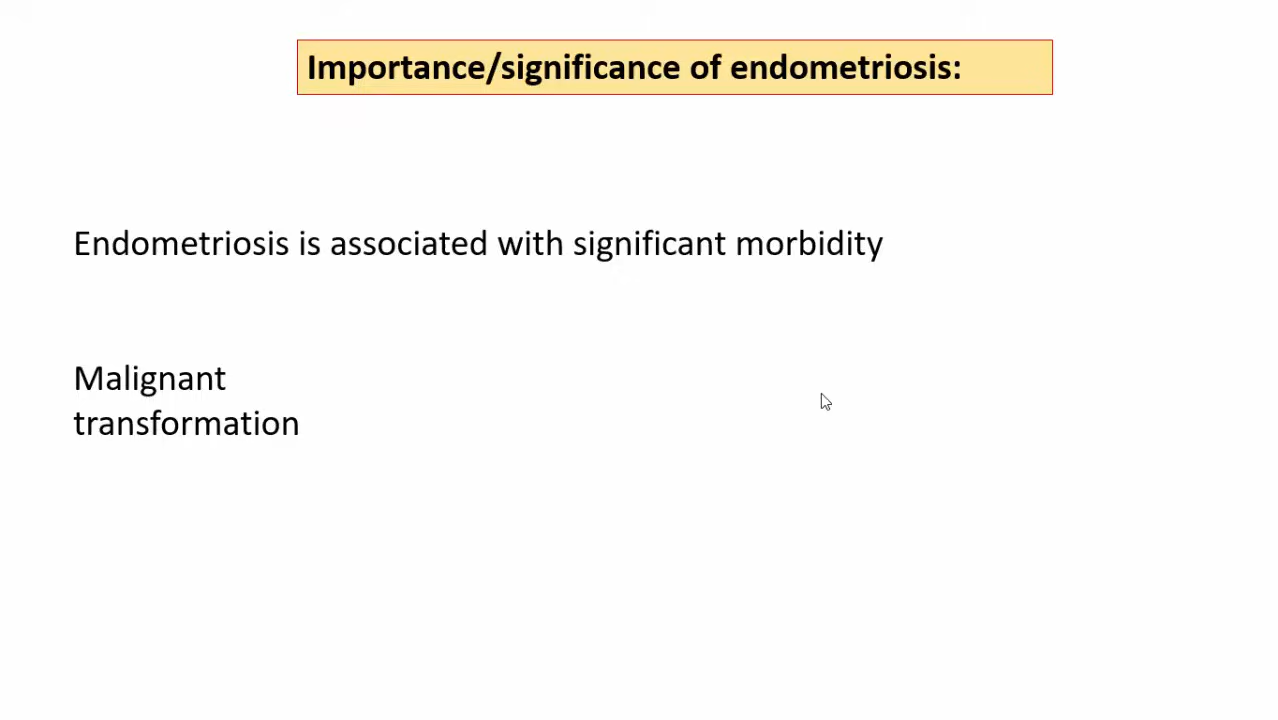 Importance/significance of endometriosis:
Endometriosis is associated with significant morbidity
Malignant
transformation